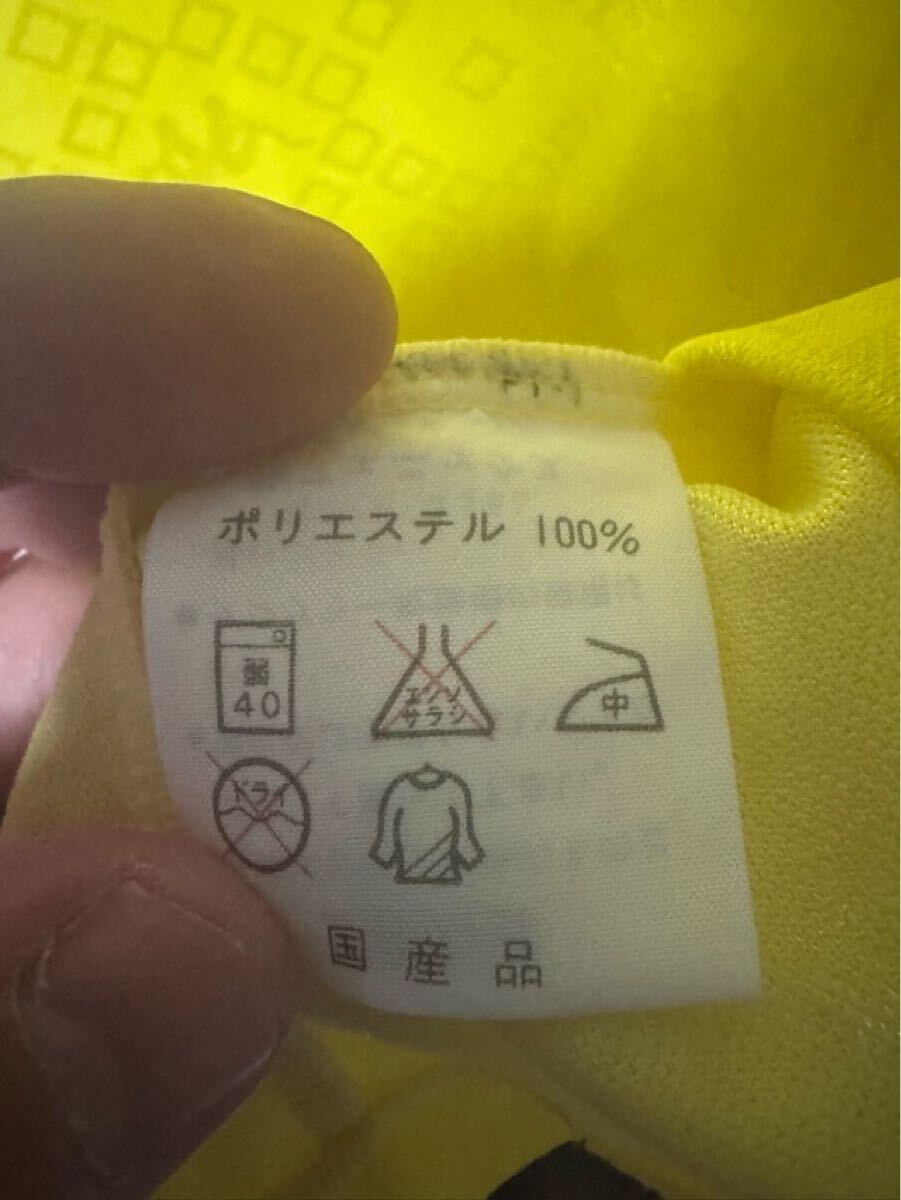 ポリエステル 100%
弱
40
エンソ
サラシ
中
ドライ
国産品